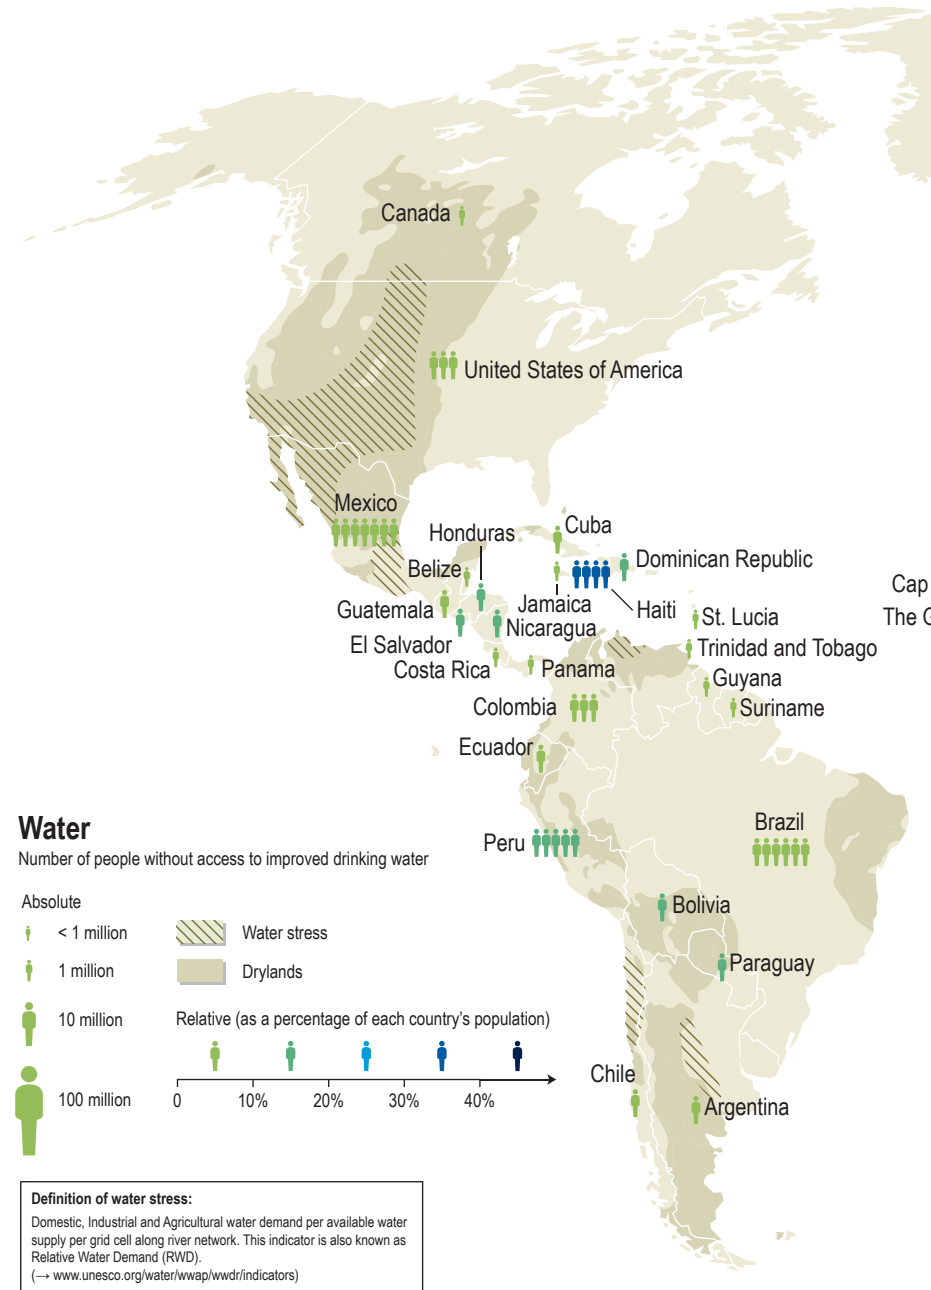 Canada
United States of America
Mexico
Honduras
Cuba
Belize
Dominican Republic
Guatemala
Jamaica
Haiti
Cap
The G
St. Lucia
El Salvador
Nicaragua
Trinidad and Tobago
Costa Rica
Panama
Guyana
Colombia
Suriname
Ecuador
Peru
Brazil
Bolivia
Paraguay
Chile
Argentina
Water
Number of people without access to improved drinking water
Absolute
< 1 million
1 million
10 million
100 million
Water stress
Drylands
Relative (as a percentage of each country’s population)
0 10% 20% 30% 40%
Definition of water stress:
Domestic, Industrial and Agricultural water demand per available water
supply per grid cell along river network. This indicator is also known as
Relative Water Demand (RWD).
(→ www.unesco.org/water/wwap/wwdr/indicators)